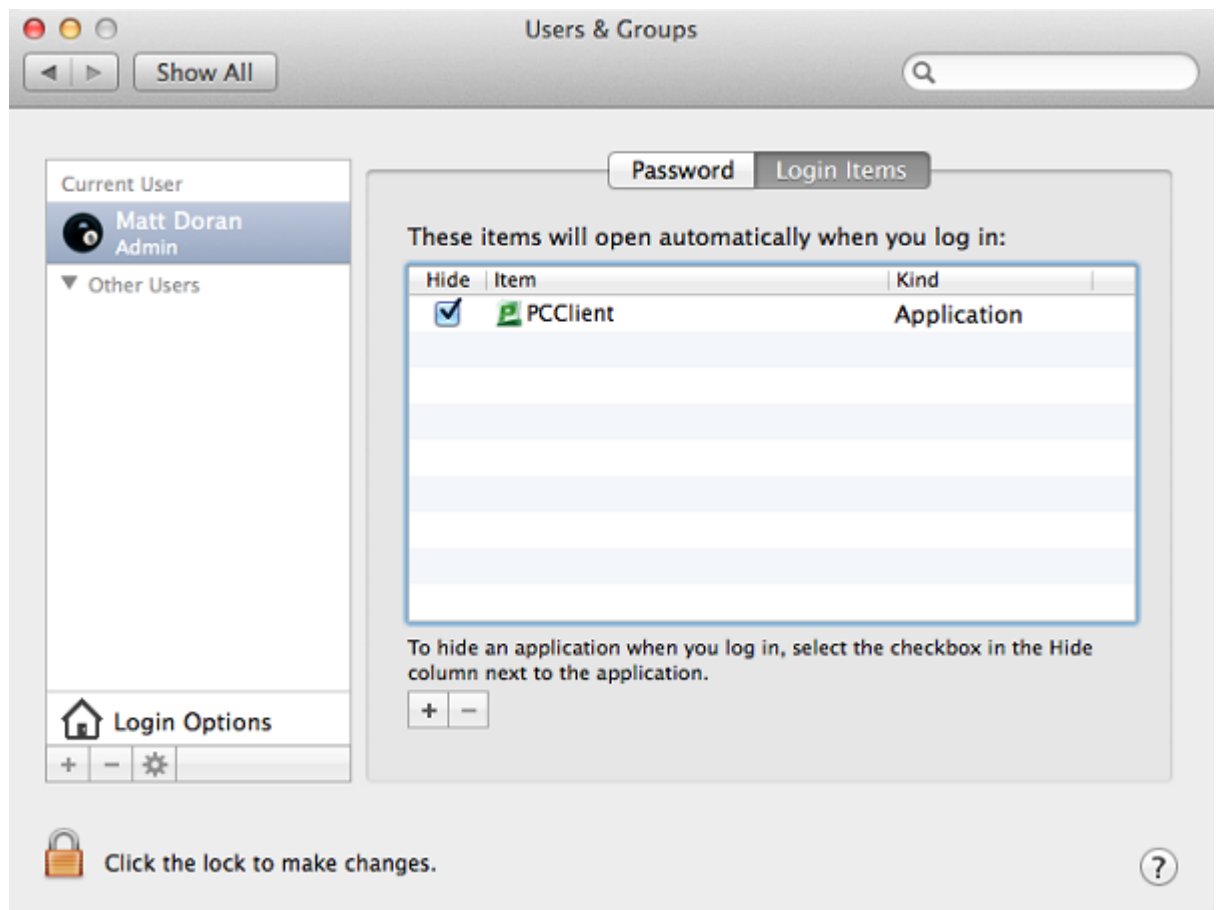 Users & Groups
Show All
Current User
Matt Doran
Admin
Other Users
Login Options
Password Login Items
These items will open automatically when you log in:
Hide Item Kind
PCClient Application
To hide an application when you log in, select the checkbox in the Hide
column next to the application.
Click the lock to make changes.